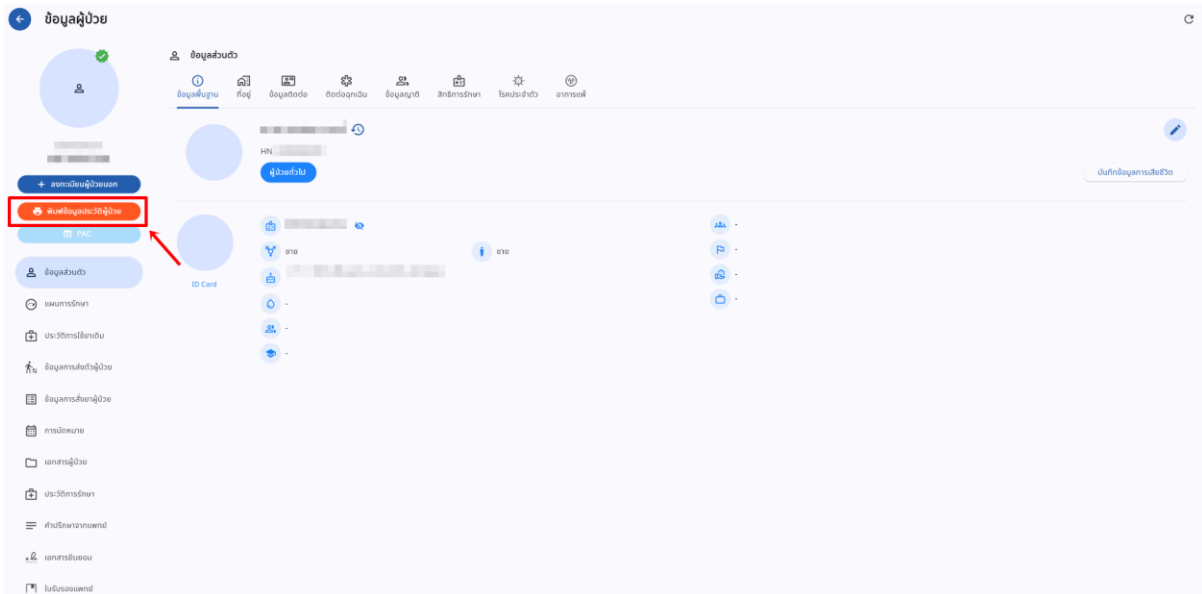 ข้อมูลผู้ป่วย
ข้อมูลส่วนตัว
ข้อมูลพื้นฐาน ที่อยู่ ข้อมูลติดต่อ ติดต่อฉุกเฉิน ข้อมูลญาติ สิทธิการรักษา โรคประจำตัว อาการแพ้
HN
ผู้ป่วยทั่วไป
บันทึกข้อมูลการเสียชีวิต
+ ลงทะเบียนผู้ป่วยนอก
พิมพ์ข้อมูลประวัติผู้ป่วย
PAC
ชาย ชาย
ID Card
- -
- -
- -
-
ข้อมูลส่วนตัว
แผนการรักษา
ประวัติการใช้ยาเดิม
ข้อมูลการส่งตัวผู้ป่วย
ข้อมูลการสั่งยาผู้ป่วย
การนัดหมาย
เอกสารผู้ป่วย
ประวัติการรักษา
คำปรึกษาจากแพทย์
เอกสารยินยอม
ใบรับรองแพทย์